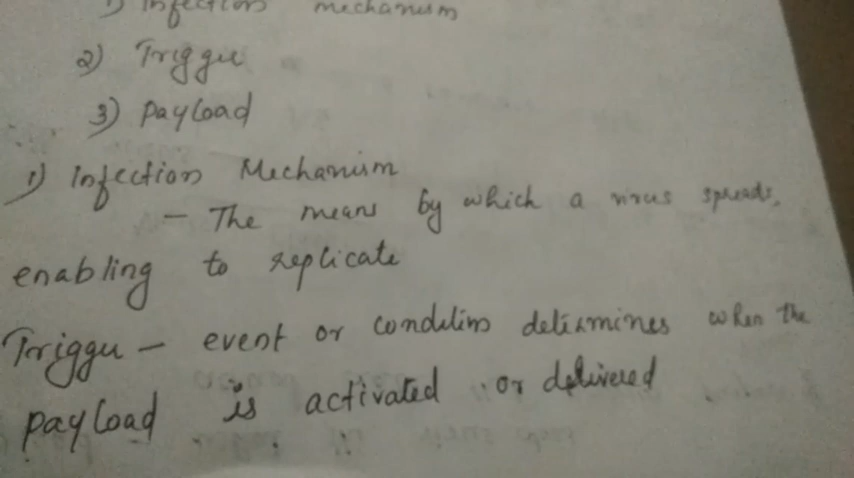 1) Infection mechanism
2) Trigger
3) Payload
1) Infection Mechanism
– The means by which a virus spreads,
enabling to replicate
Trigger – event or condition determines when the
payload is activated or delivered